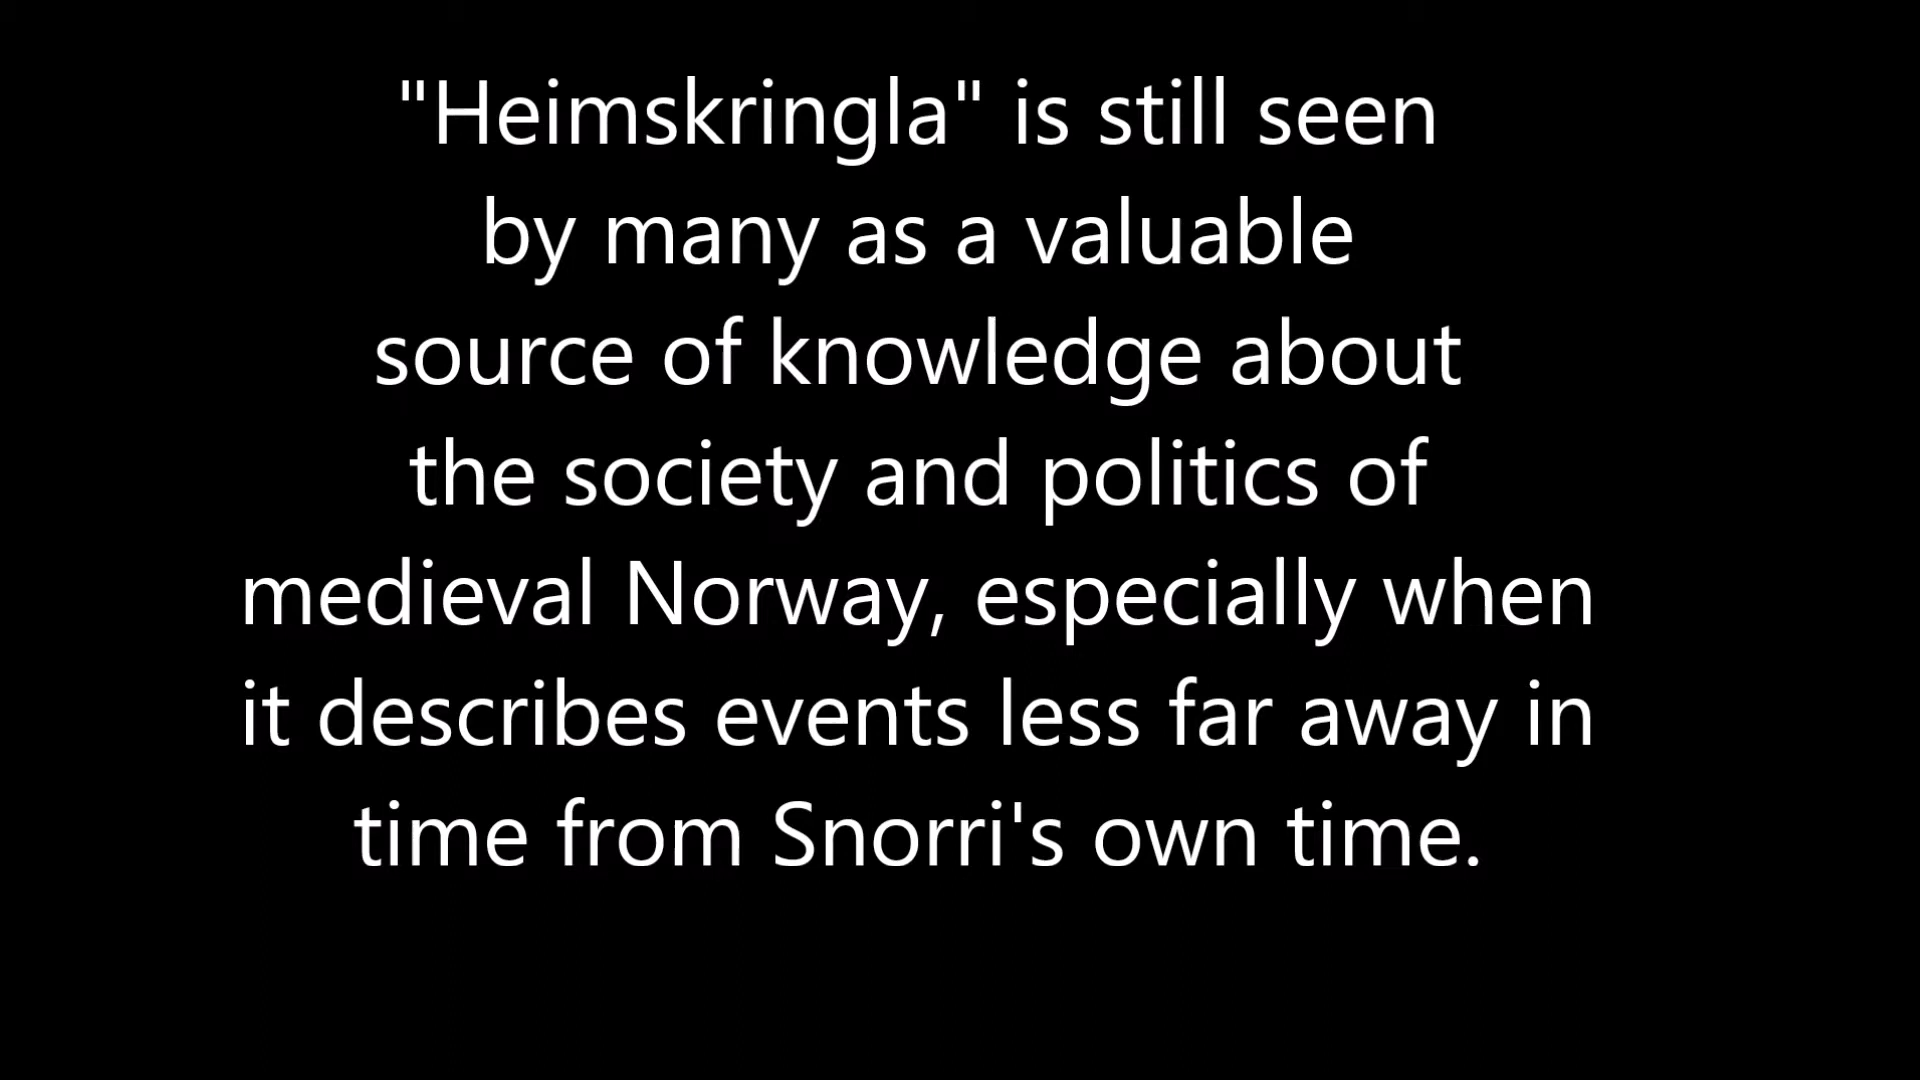 "Heimskringla" is still seen
by many as a valuable
source of knowledge about
the society and politics of
medieval Norway, especially when
it describes events less far away in
time from Snorri's own time.